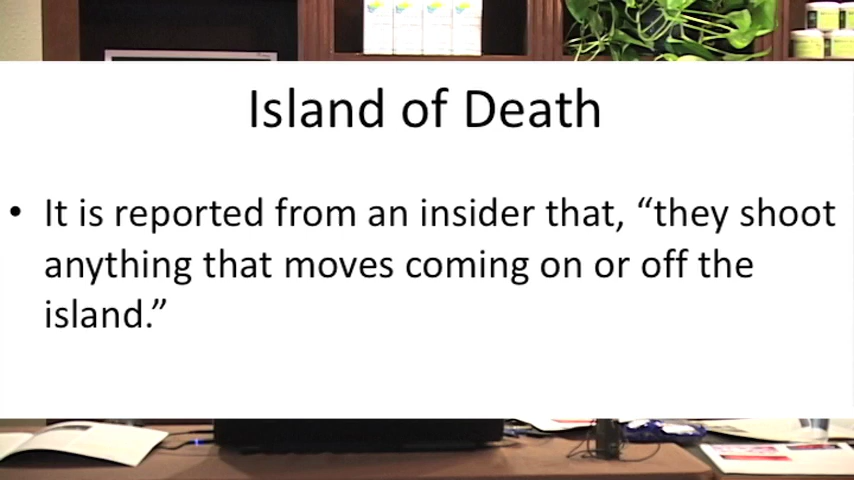 Island of Death
• It is reported from an insider that, “they shoot
anything that moves coming on or off the
island.”